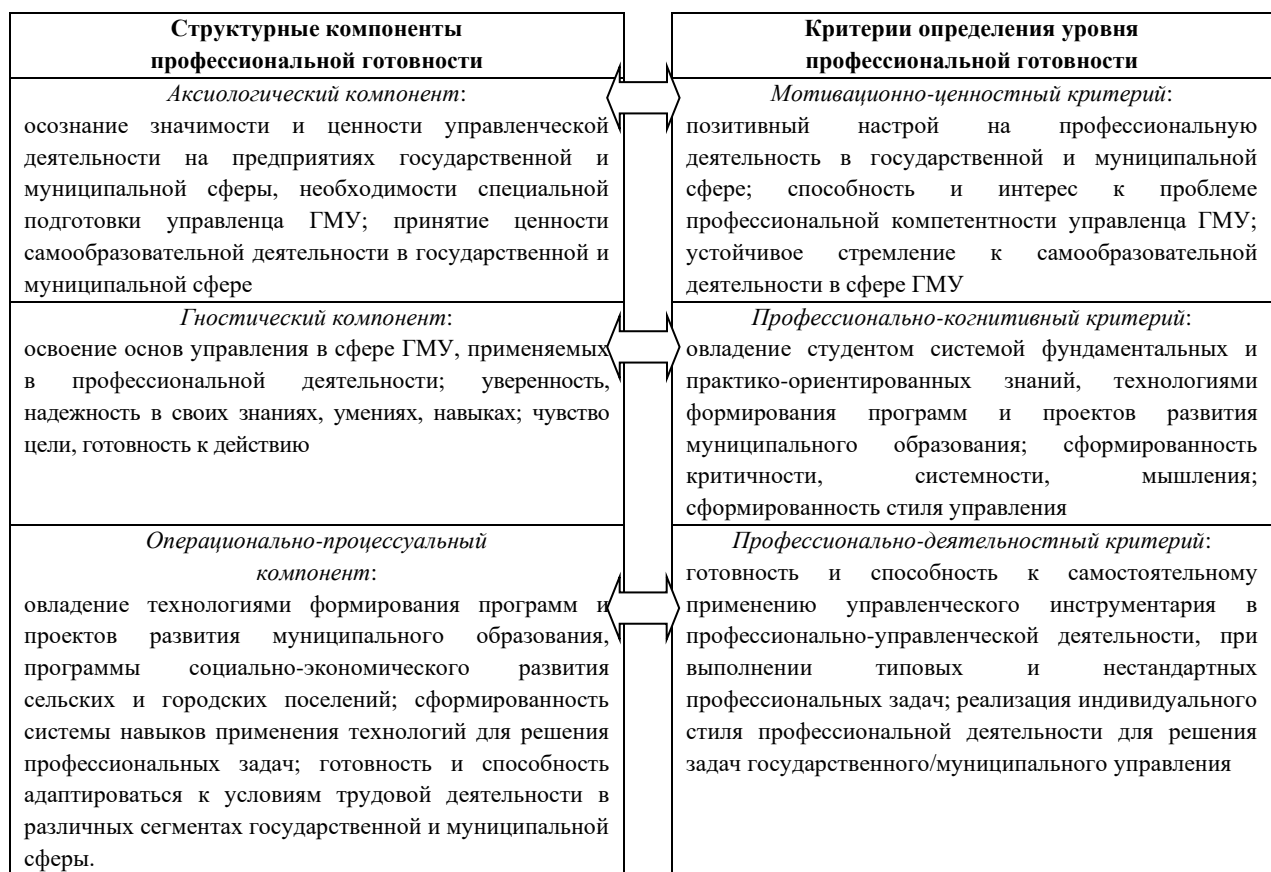 Структурные компоненты
профессиональной готовности
Аксиологический компонент:
осознание значимости и ценности управленческой
деятельности на предприятиях государственной и
муниципальной сферы, необходимости специальной
подготовки управленца ГМУ; принятие ценности
самообразовательной деятельности в государственной и
муниципальной сфере
Гностический компонент:
освоение основ управления в сфере ГМУ, применяемых
в профессиональной деятельности; уверенность,
надежность в своих знаниях, умениях, навыках; чувство
цели, готовность к действию
Операционально-процессуальный
компонент:
овладение технологиями формирования программ и
проектов развития муниципального образования,
программы социально-экономического развития
сельских и городских поселений; сформированность
системы навыков применения технологий для решения
профессиональных задач; готовность и способность
адаптироваться к условиям трудовой деятельности в
различных сегментах государственной и муниципальной
сферы.
Критерии определения уровня
профессиональной готовности
Мотивационно-ценностный критерий:
позитивный настрой на профессиональную
деятельность в государственной и муниципальной
сфере; способность и интерес к проблеме
профессиональной компетентности управленца ГМУ;
устойчивое стремление к самообразовательной
деятельности в сфере ГМУ
Профессионально-когнитивный критерий:
овладение студентом системой фундаментальных и
практико-ориентированных знаний, технологиями
формирования программ и проектов развития
муниципального образования; сформированность
критичности, системности, мышления;
сформированность стиля управления
Профессионально-деятельностный критерий:
готовность и способность к самостоятельному
применению управленческого инструментария в
профессионально-управленческой деятельности, при
выполнении типовых и нестандартных
профессиональных задач; реализация индивидуального
стиля профессиональной деятельности для решения
задач государственного/муниципального управления